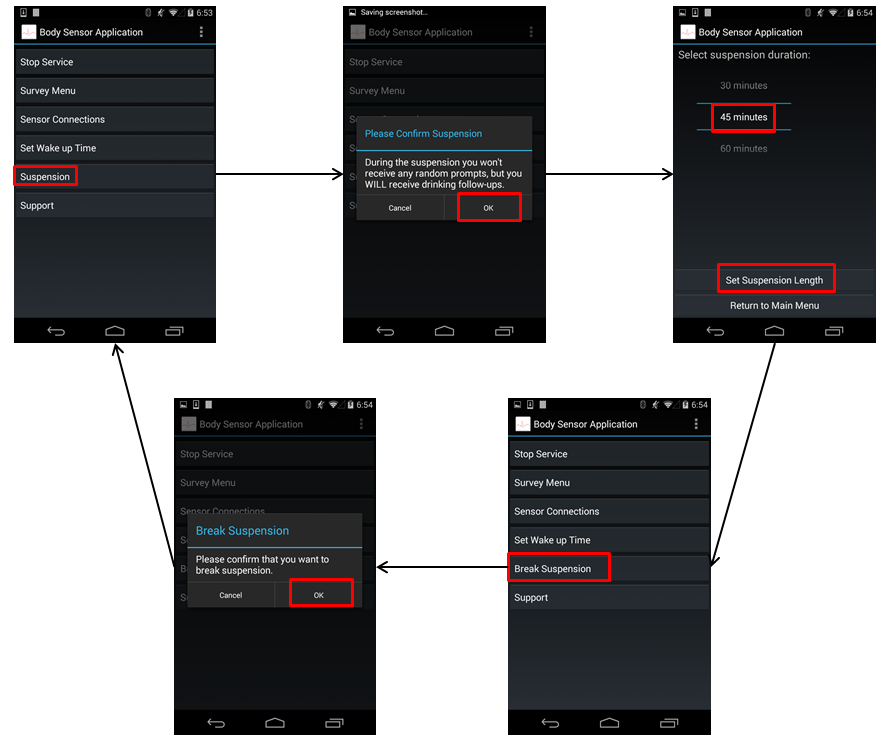 6:53
Body Sensor Application
Stop Service
Survey Menu
Sensor Connections
Set Wake up Time
Suspension
Support
Saving screenshot...
Body Sensor Application
Stop Service
Survey Menu
Please Confirm Suspension
During the suspension you won't
receive any random prompts, but you
WILL receive drinking follow-ups.
Cancel OK
6:54
Body Sensor Application
Select suspension duration:
30 minutes
45 minutes
60 minutes
Set Suspension Length
Return to Main Menu
6:54
Body Sensor Application
Stop Service
Survey Menu
Sensor Connections
Break Suspension
Please confirm that you want to
break suspension.
Cancel OK
6:54
Body Sensor Application
Stop Service
Survey Menu
Sensor Connections
Set Wake up Time
Break Suspension
Support